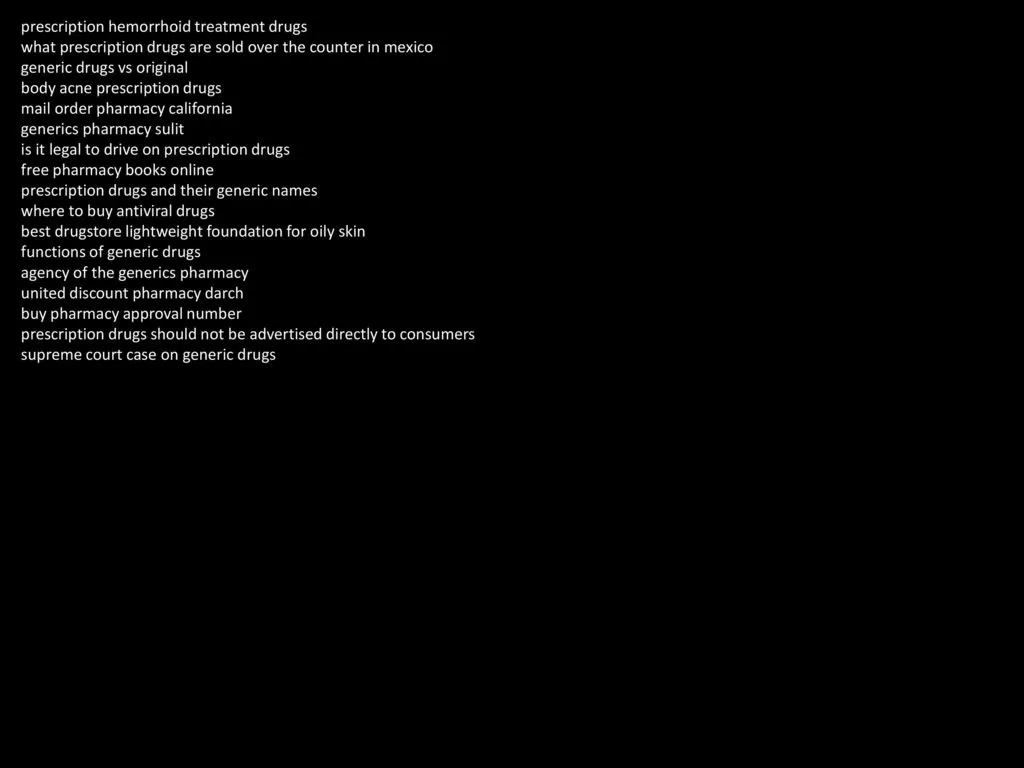 prescription hemorrhoid treatment drugs
what prescription drugs are sold over the counter in mexico
generic drugs vs original
body acne prescription drugs
mail order pharmacy california
generics pharmacy sulit
is it legal to drive on prescription drugs
free pharmacy books online
prescription drugs and their generic names
where to buy antiviral drugs
best drugstore lightweight foundation for oily skin
functions of generic drugs
agency of the generics pharmacy
united discount pharmacy darch
buy pharmacy approval number
prescription drugs should not be advertised directly to consumers
supreme court case on generic drugs